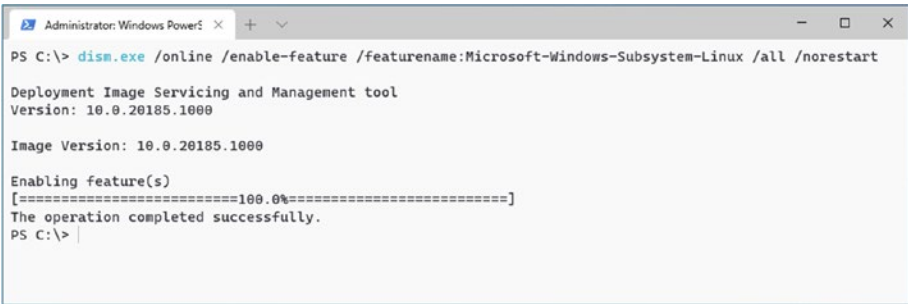 Administrator: Windows PowerS
PS C:\> dism.exe /online /enable-feature /featurename:Microsoft-Windows-Subsystem-Linux /all /norestart
Deployment Image Servicing and Management tool
Version: 10.0.20185.1000
Image Version: 10.0.20185.1000
Enabling feature(s)
[==========================100.0%==========================]
The operation completed successfully.
PS C:\>